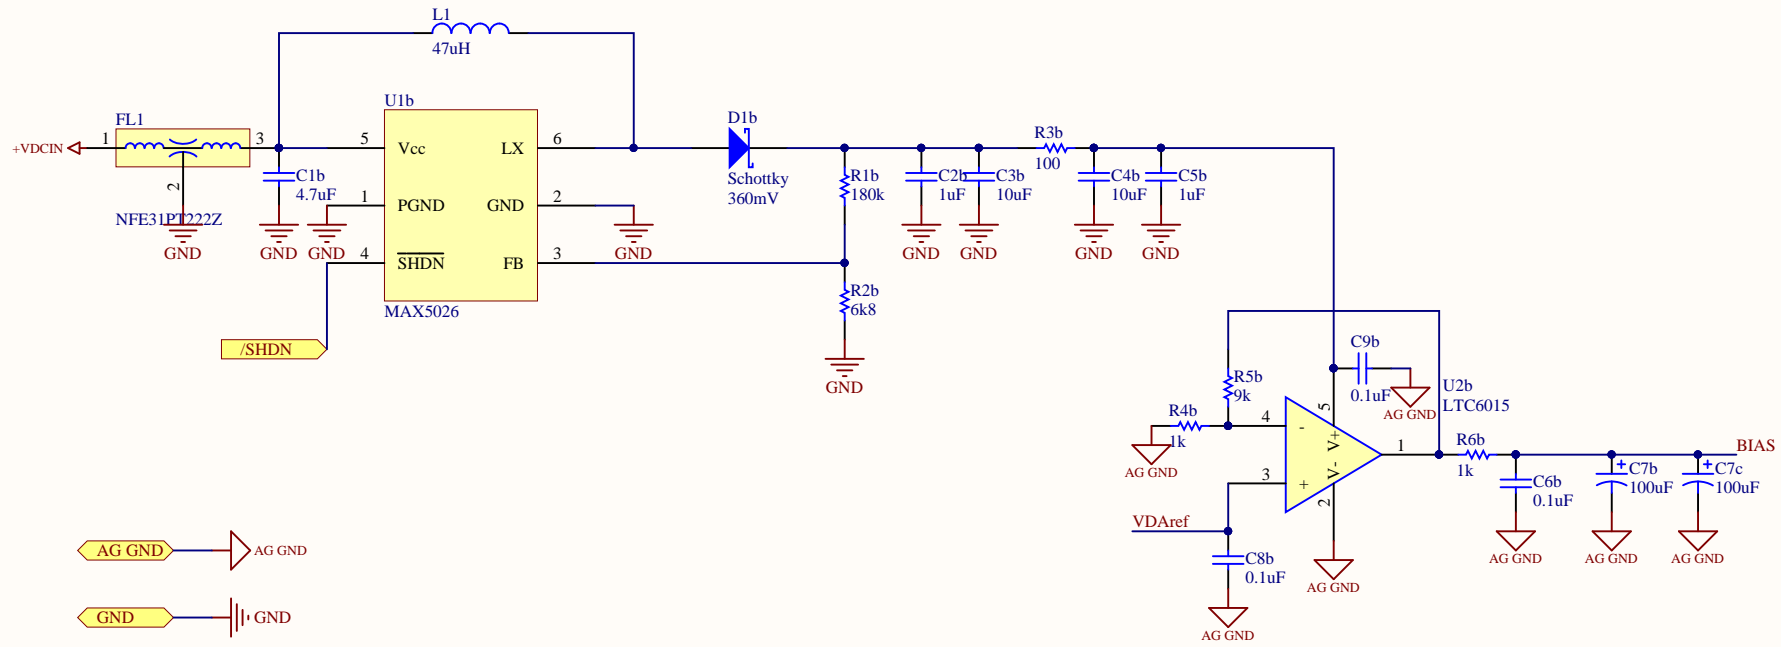 L1
47uH
U1b
FL1
+VDCIN
1
3
2
NFE31PT222Z
GND
C1b
4.7uF
GND
GND
5
Vcc
LX
6
1
PGND
GND
2
4
SHDN
FB
3
MAX5026
/SHDN
GND
D1b
Schottky
360mV
R1b
180k
R2b
6k8
GND
C2b
1uF
GND
C3b
10uF
GND
R3b
100
C4b
10uF
GND
C5b
1uF
GND
C9b
0.1uF
AG GND
U2b
LTC6015
R5b
9k
R4b
1k
AG GND
4
-
3
+
5
V+
V-
2
1
AG GND
VDAref
C8b
0.1uF
AG GND
R6b
1k
BIAS
C6b
0.1uF
AG GND
+
C7b
100uF
AG GND
+
C7c
100uF
AG GND
AG GND
AG GND
GND
GND